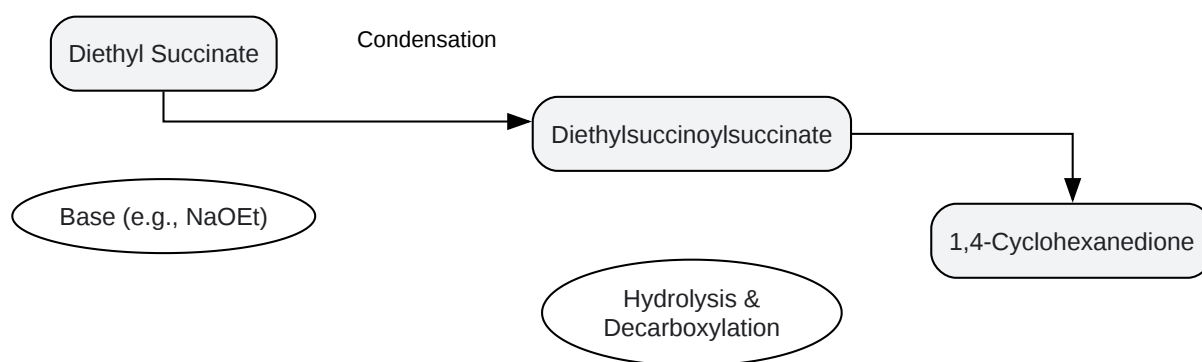 Diethyl Succinate
Condensation
Diethylsuccinoylsuccinate
Base (e.g., NaOEt)
1,4-Cyclohexanedione
Hydrolysis &
Decarboxylation